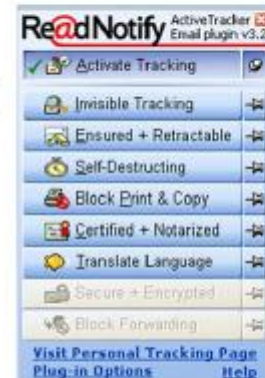 ReadNotify ActiveTracker
Email plugin v3.2
Activate Tracking
Invisible Tracking
Ensured + Retractable
Self-Destructing
Block Print & Copy
Certified + Notarized
Translate Language
Secure + Encrypted
Block Forwarding
Visit Personal Tracking Page
Plug-in Options Help